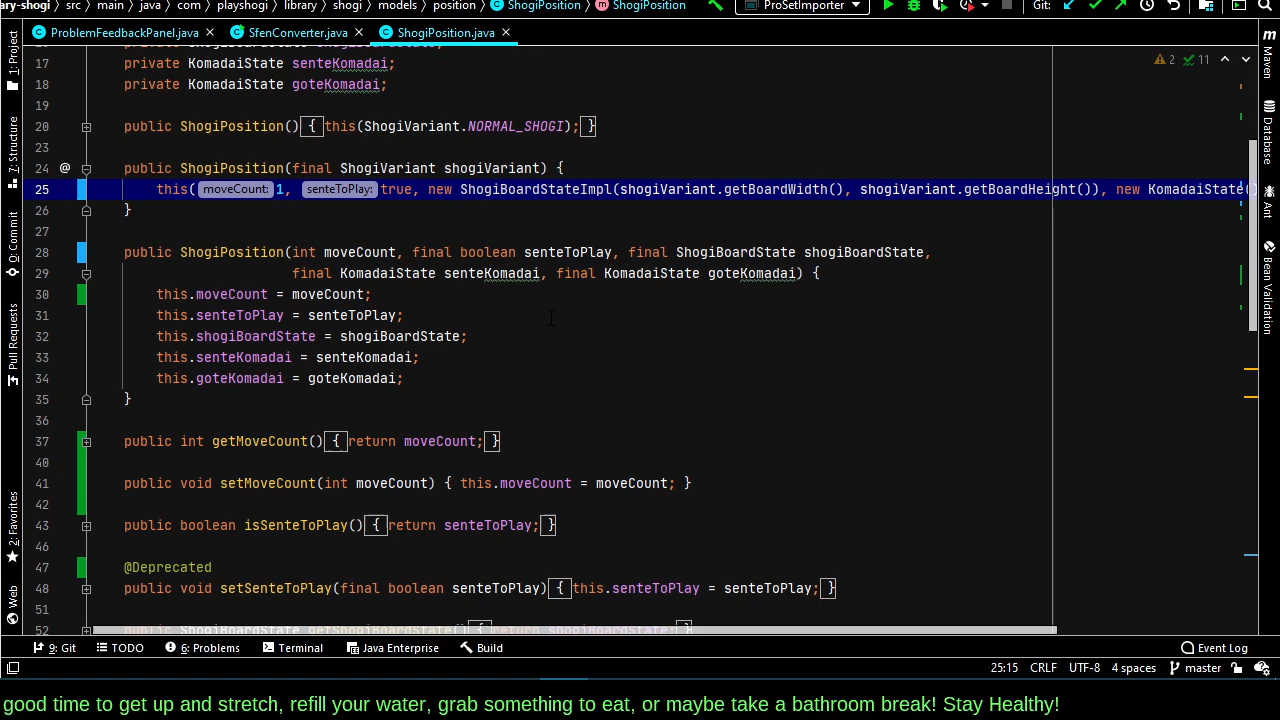 ary-shogi › src › main › java › com › playshogi › library › shogi › models › position › ShogiPosition › ShogiPosition ProSetImporter Git:
ProblemFeedbackPanel.java SfenConverter.java ShogiPosition.java
17 private KomadaiState senteKomadai;
18 private KomadaiState goteKomadai;
19
20 public ShogiPosition() { this(ShogiVariant.NORMAL_SHOGI); }
23
24 public ShogiPosition(final ShogiVariant shogiVariant) {
25 this( moveCount: 1, senteToPlay: true, new ShogiBoardStateImpl(shogiVariant.getBoardWidth(), shogiVariant.getBoardHeight()), new KomadaiState()
26 }
27
28 public ShogiPosition(int moveCount, final boolean senteToPlay, final ShogiBoardState shogiBoardState,
29 final KomadaiState senteKomadai, final KomadaiState goteKomadai) {
30 this.moveCount = moveCount;
31 this.senteToPlay = senteToPlay;
32 this.shogiBoardState = shogiBoardState;
33 this.senteKomadai = senteKomadai;
34 this.goteKomadai = goteKomadai;
35 }
36
37 public int getMoveCount() { return moveCount; }
40
41 public void setMoveCount(int moveCount) { this.moveCount = moveCount; }
42
43 public boolean isSenteToPlay() { return senteToPlay; }
46
47 @Deprecated
48 public void setSenteToPlay(final boolean senteToPlay) { this.senteToPlay = senteToPlay; }
51
52 public ShogiBoardState getShogiBoardState() { return shogiBoardState; }
2 11
1: Project
7: Structure
0: Commit
Pull Requests
2: Favorites
Web
Maven
Database
Ant
Bean Validation
9: Git TODO 6: Problems Terminal Java Enterprise Build Event Log
25:15 CRLF UTF-8 4 spaces master
good time to get up and stretch, refill your water, grab something to eat, or maybe take a bathroom break! Stay Healthy!